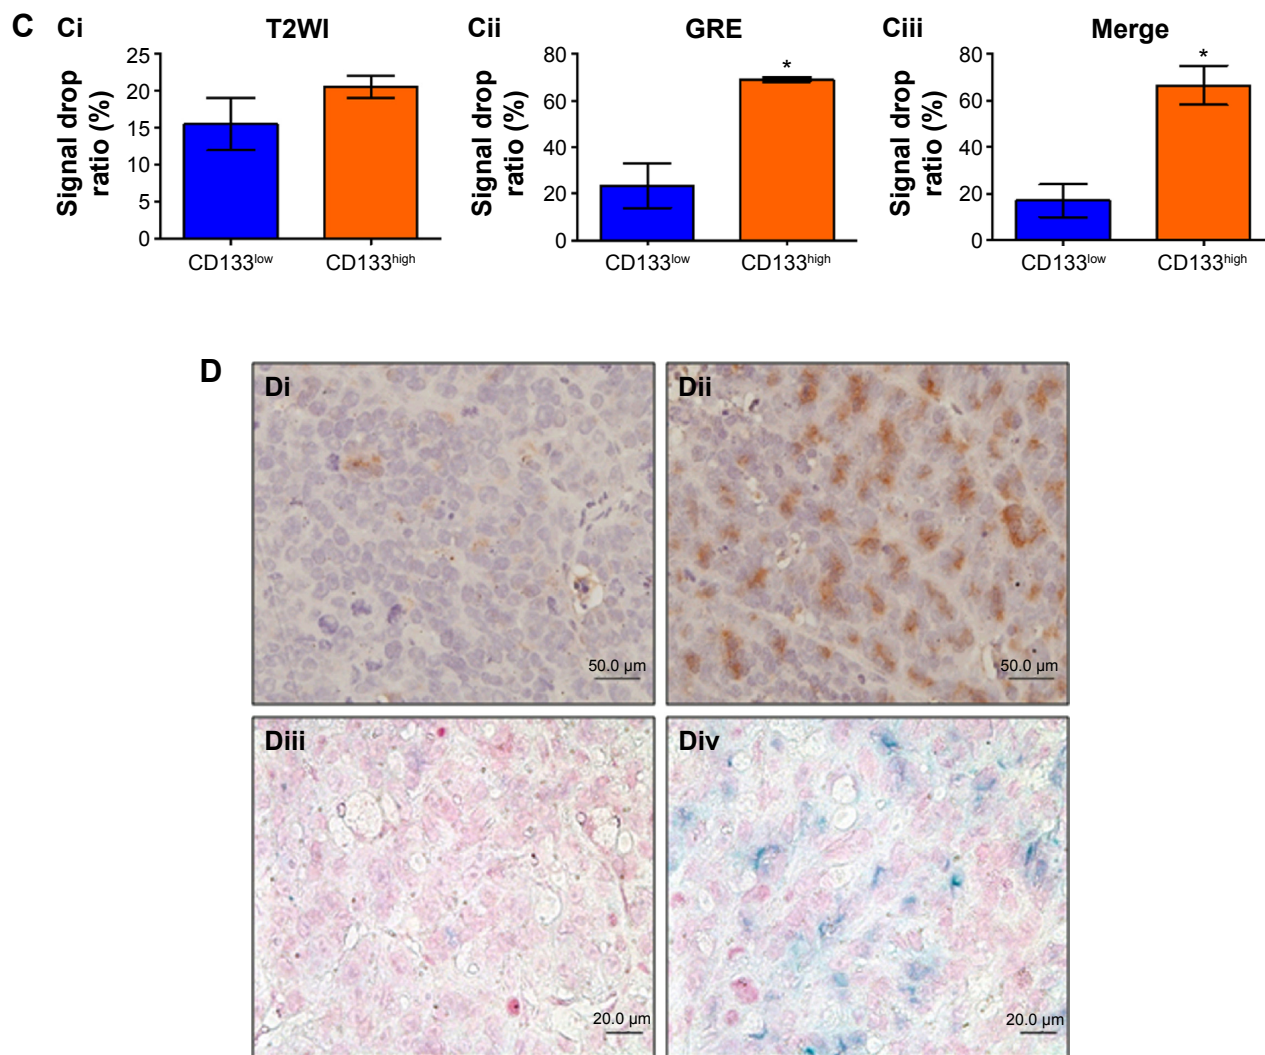 C
Ci
T2WI
Signal drop
ratio (%)
25
20
15
10
5
0
CD133low
CD133high
Cii
GRE
Signal drop
ratio (%)
80
60
40
20
0
*
CD133low
CD133high
Ciii
Merge
Signal drop
ratio (%)
80
60
40
20
0
*
CD133low
CD133high
D
Di
50.0 µm
Dii
50.0 µm
Diii
20.0 µm
Div
20.0 µm